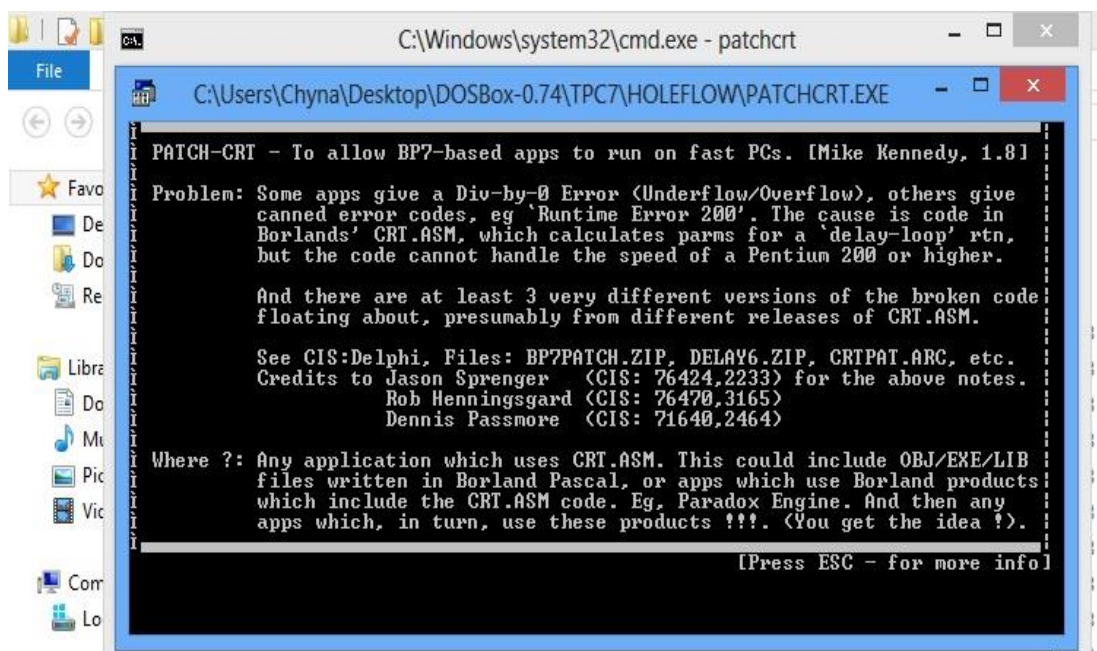 C:\Windows\system32\cmd.exe - patchcrt
File
C:\Users\Chyna\Desktop\DOSBox-0.74\TPC7\HOLEFLOW\PATCHCRT.EXE
PATCH-CRT - To allow BP7-based apps to run on fast PCs. [Mike Kennedy, 1.8]
Problem: Some apps give a Div-by-0 Error (Underflow/Overflow), others give
canned error codes, eg `Runtime Error 200'. The cause is code in
Borlands' CRT.ASM, which calculates parms for a `delay-loop' rtn,
but the code cannot handle the speed of a Pentium 200 or higher.
And there are at least 3 very different versions of the broken code
floating about, presumably from different releases of CRT.ASM.
See CIS:Delphi, Files: BP7PATCH.ZIP, DELAY6.ZIP, CRTPAT.ARC, etc.
Credits to Jason Sprenger (CIS: 76424,2233) for the above notes.
Rob Henningsgard (CIS: 76470,3165)
Dennis Passmore (CIS: 71640,2464)
Where ?: Any application which uses CRT.ASM. This could include OBJ/EXE/LIB
files written in Borland Pascal, or apps which use Borland products
which include the CRT.ASM code. Eg, Paradox Engine. And then any
apps which, in turn, use these products !!!. (You get the idea !).
[Press ESC - for more info]
Favo
De
Do
Re
Libra
Do
Mu
Pic
Vic
Com
Lo